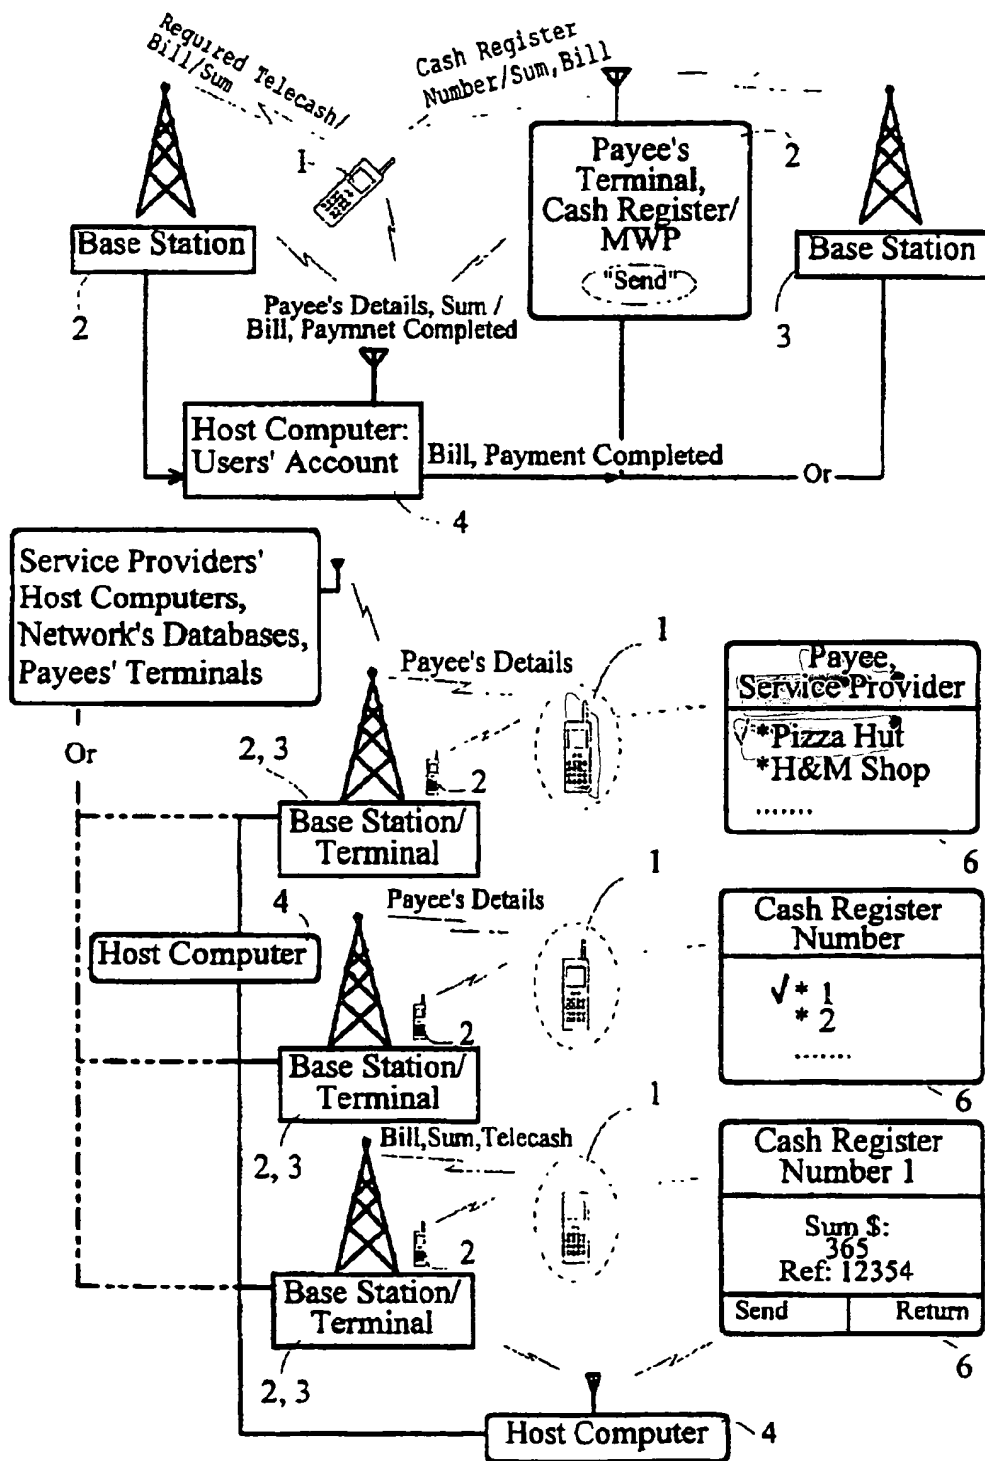 Required Telecash/
Bill/Sum
Cash Register
Number/Sum, Bill
1
Payee's
Terminal,
Cash Register/
MWP
"Send"
2
Base Station
2
Base Station
3
Payee's Details, Sum /
Bill, Paymnet Completed
Host Computer:
Users' Account
Bill, Payment Completed
Or
4
Service Providers'
Host Computers,
Network's Databases,
Payees' Terminals
Or
Payee's Details
1
2, 3
2
Base Station/
Terminal
Payee,
Service Provider
√ *Pizza Hut
*H&M Shop
.......
6
4
Host Computer
Payee's Details
1
2
Base Station/
Terminal
2, 3
Cash Register
Number
√ * 1
* 2
.......
6
Bill,Sum,Telecash
1
2
Base Station/
Terminal
2, 3
Cash Register
Number 1
Sum $:
365
Ref: 12354
Send Return
6
Host Computer
4